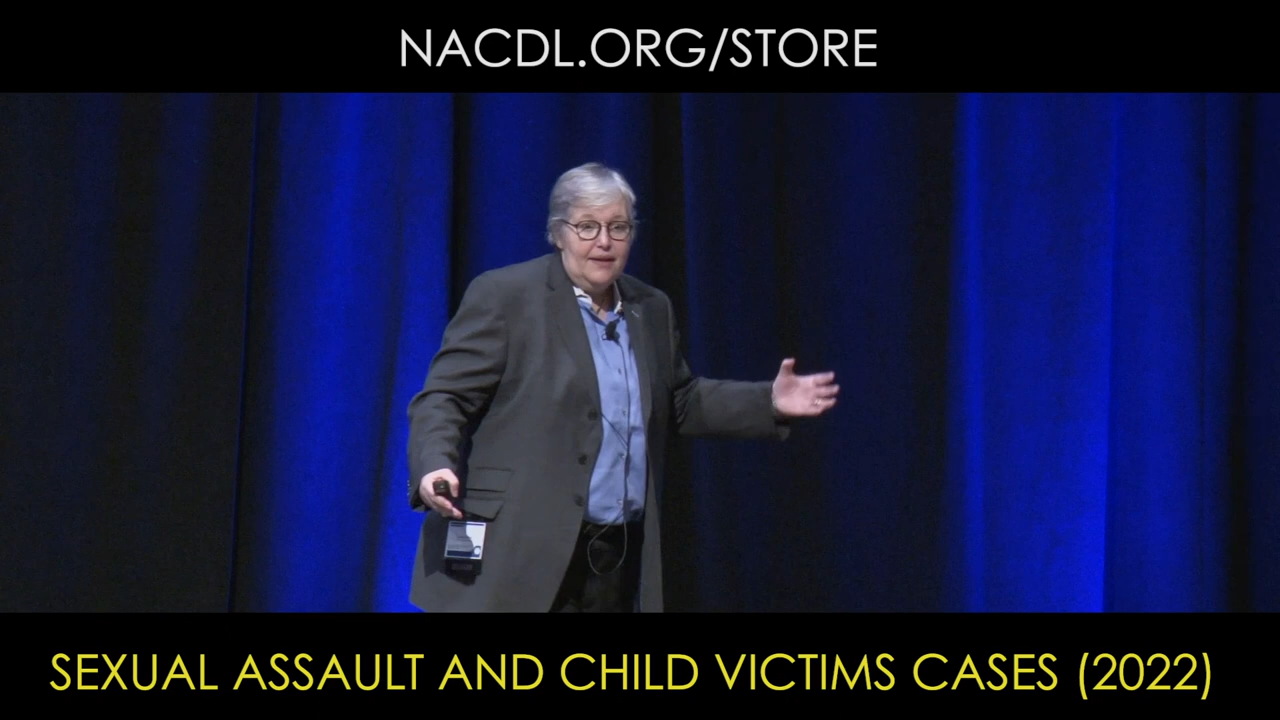 NACDL.ORG/STORE
SEXUAL ASSAULT AND CHILD VICTIMS CASES (2022)